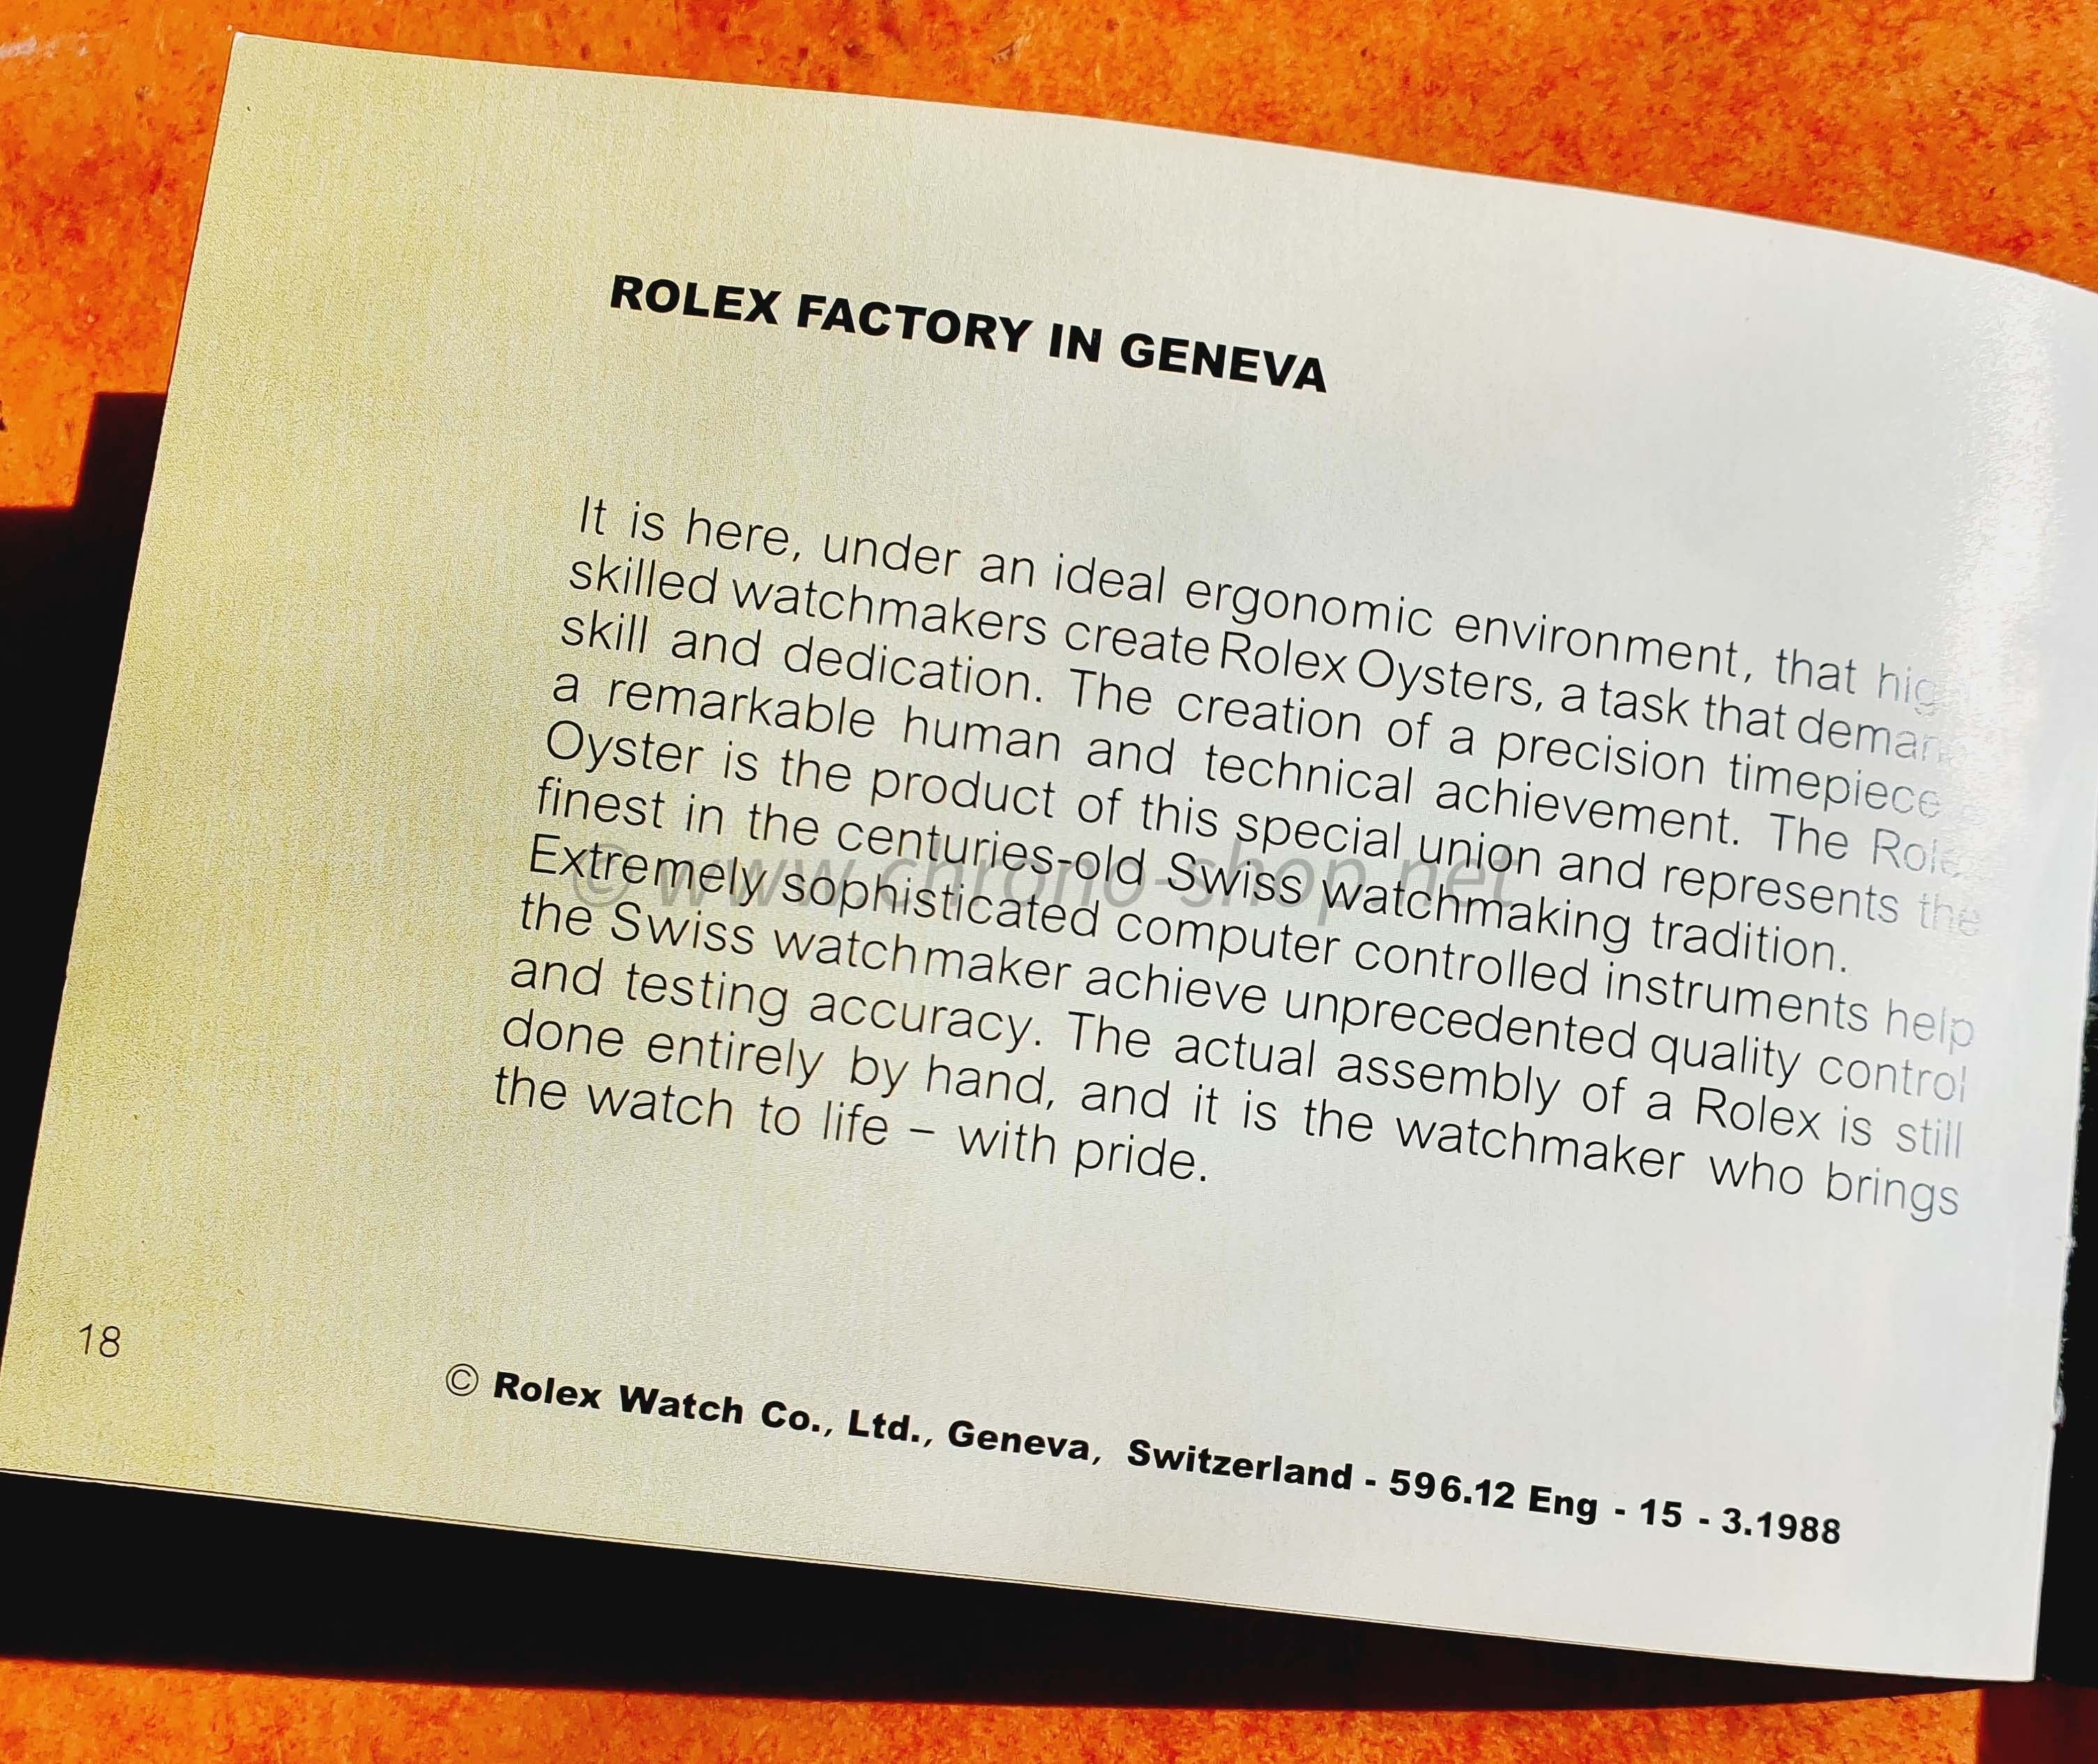 ROLEX FACTORY IN GENEVA
It is here, under an ideal ergonomic environment, that
skilled watchmakers create Rolex Oysters, a task that
skill and dedication. The creation of a precision timepiece
a remarkable human and technical achievement. The Rolex
Oyster is the product of this special union and represents the
finest in the centuries-old Swiss watchmaking tradition.
Extremely sophisticated computer controlled instruments help
the Swiss watchmaker achieve unprecedented quality control
and testing accuracy. The actual assembly of a Rolex is still
done entirely by hand, and it is the watchmaker who brings
the watch to life – with pride.
18
© Rolex Watch Co., Ltd., Geneva, Switzerland - 596.12 Eng - 15 - 3.1988
© www.chrono-shop.net